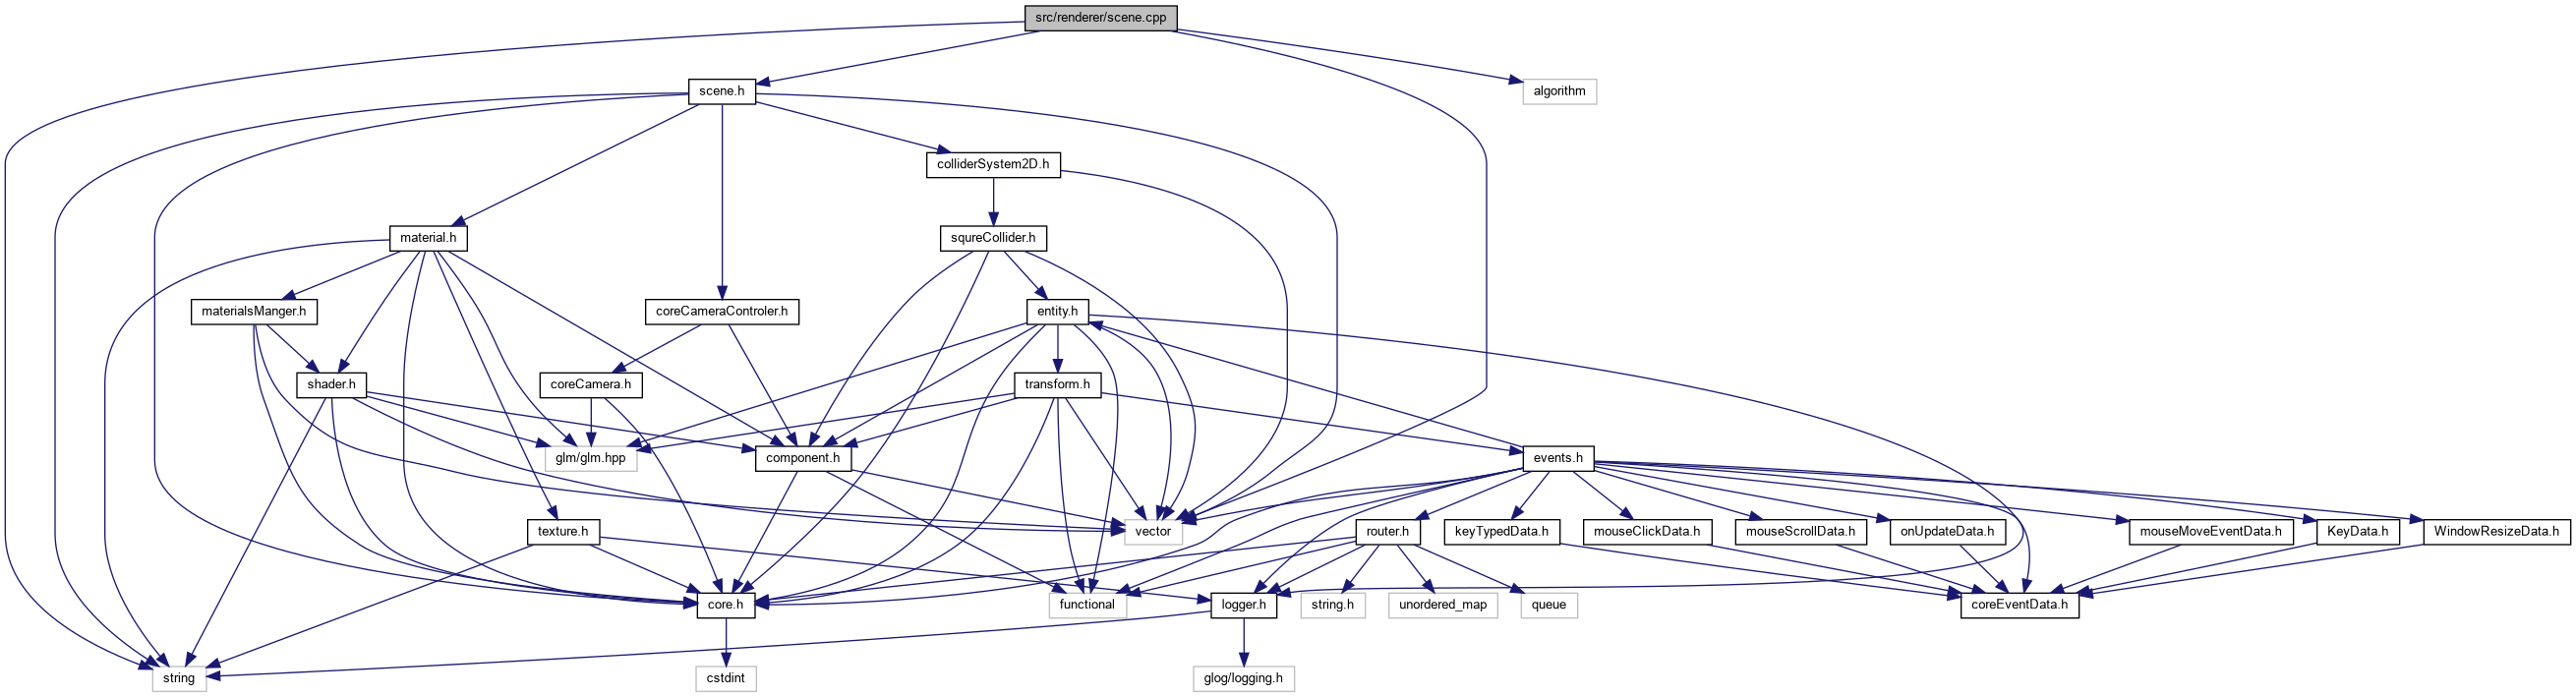 src/renderer/scene.cpp
scene.h
algorithm
colliderSystem2D.h
material.h
squreCollider.h
materialsManger.h
coreCameraControler.h
entity.h
shader.h
coreCamera.h
transform.h
glm/glm.hpp
component.h
events.h
texture.h
vector
router.h
keyTypedData.h
mouseClickData.h
mouseScrollData.h
onUpdateData.h
mouseMoveEventData.h
KeyData.h
WindowResizeData.h
core.h
functional
logger.h
string.h
unordered_map
queue
coreEventData.h
string
cstdint
glog/logging.h